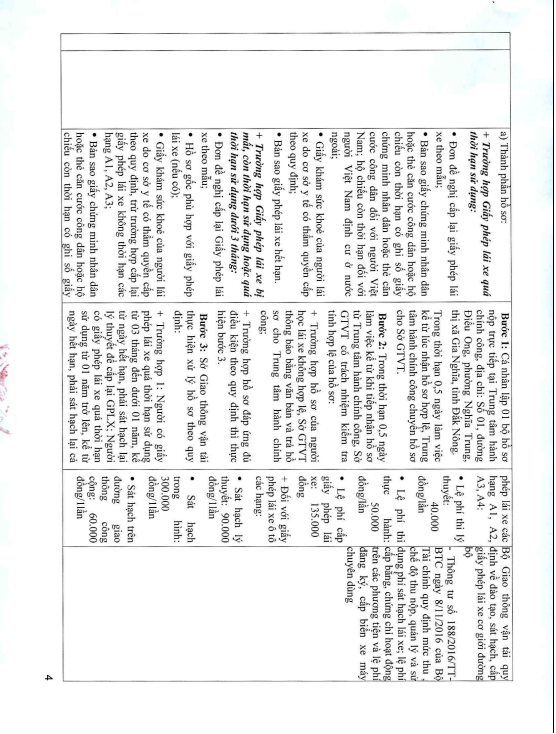 a) Thành phần hồ sơ:
+ Trường hợp Giấy phép lái xe quá
thời hạn sử dụng:
• Đơn đề nghị cấp lại giấy phép lái
xe theo mẫu;
• Bản sao giấy chứng minh nhân dân
hoặc thẻ căn cước công dân hoặc hộ
chiếu còn thời hạn có ghi số giấy
chứng minh nhân dân hoặc thẻ căn
cước công dân đối với người Việt
Nam; hộ chiếu còn thời hạn đối với
người Việt Nam định cư ở nước
ngoài;
• Giấy khám sức khoẻ của người lái
xe do cơ sở y tế có thẩm quyền cấp
theo quy định;
• Bản sao giấy phép lái xe hết hạn.
+ Trường hợp Giấy phép lái xe bị
mất, còn thời hạn sử dụng hoặc quá
thời hạn sử dụng dưới 3 tháng:
• Đơn đề nghị cấp lại Giấy phép lái
xe theo mẫu;
• Hồ sơ gốc phù hợp với giấy phép
lái xe (nếu có);
• Giấy khám sức khoẻ của người lái
xe do cơ sở y tế có thẩm quyền cấp
theo quy định, trừ trường hợp cấp lại
giấy phép lái xe không thời hạn các
hạng A1, A2, A3;
• Bản sao giấy chứng minh nhân dân
hoặc thẻ căn cước công dân hoặc hộ
chiếu còn thời hạn có ghi số giấy
Bước 1: Cá nhân lập 01 bộ hồ sơ
nộp trực tiếp tại Trung tâm hành
chính công, địa chỉ: Số 01, đường
Điểu Ong, phường Nghĩa Trung,
thị xã Gia Nghĩa, tỉnh Đăk Nông.
Trong thời hạn 0,5 ngày làm việc
kể từ lúc nhận hồ sơ hợp lệ, Trung
tâm hành chính công chuyển hồ sơ
cho Sở GTVT.
Bước 2: Trong thời hạn 0,5 ngày
làm việc kể từ khi tiếp nhận hồ sơ
từ Trung tâm hành chính công, Sở
GTVT có trách nhiệm kiểm tra
tính hợp lệ của hồ sơ:
+ Trường hợp hồ sơ của người
học lái xe không hợp lệ, Sở GTVT
thông báo bằng văn bản và trả hồ
sơ cho Trung tâm hành chính
công;
+ Trường hợp hồ sơ đáp ứng đủ
điều kiện theo quy định thì thực
hiện bước 3.
Bước 3: Sở Giao thông vận tải
thực hiện xử lý hồ sơ theo quy
định:
+ Trường hợp 1: Người có giấy
phép lái xe quá thời hạn sử dụng
từ 03 tháng đến dưới 01 năm, kể
từ ngày hết hạn, phải sát hạch lại
lý thuyết để cấp lại GPLX; Người
có giấy phép lái xe quá thời hạn
sử dụng từ 01 năm trở lên, kể từ
ngày hết hạn, phải sát hạch lại cả
phép lái xe các
hạng A1, A2,
A3, A4:
• Lệ phí thi lý
thuyết: 40.000
đồng/lần
• Lệ phí thi
thực hành:
50.000
đồng/lần
• Lệ phí cấp
giấy phép lái
xe: 135.000
đồng
+ Đối với giấy
phép lái xe ô tô
các hạng:
• Sát hạch lý
thuyết: 90.000
đồng/1lần
• Sát hạch
trong hình:
300.000
đồng/1lần
• Sát hạch trên
đường giao
thông công
cộng: 60.000
đồng/1lần
Bộ Giao thông vận tải quy
định về đào tạo, sát hạch, cấp
giấy phép lái xe cơ giới đường
bộ
- Thông tư số 188/2016/TT-
BTC ngày 8/11/2016 của Bộ
Tài chính quy định mức thu ,
chế độ thu nộp, quản lý và sử
dụng phí sát hạch lái xe; lệ phí
cấp bằng, chứng chỉ hoạt động
trên các phương tiện và lệ phí
đăng ký, cấp biển xe máy
chuyên dùng
4